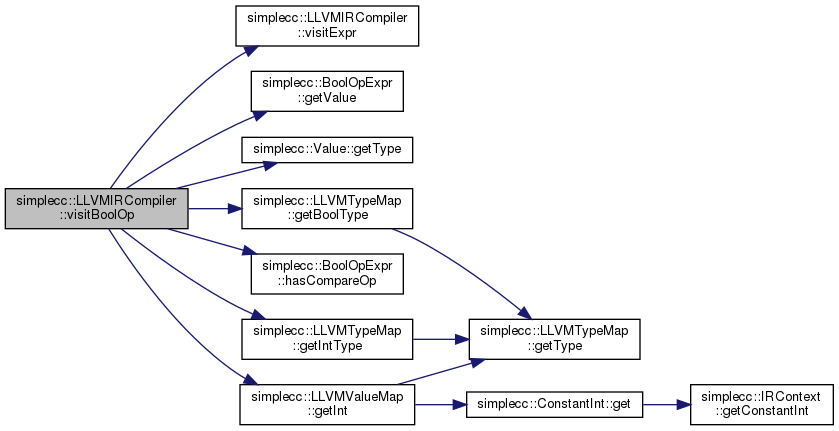 simplecc::LLVMIRCompiler
::visitExpr
simplecc::BoolOpExpr
::getValue
simplecc::Value::getType
simplecc::LLVMIRCompiler
::visitBoolOp
simplecc::LLVMTypeMap
::getBoolType
simplecc::BoolOpExpr
::hasCompareOp
simplecc::LLVMTypeMap
::getIntType
simplecc::LLVMTypeMap
::getType
simplecc::LLVMValueMap
::getInt
simplecc::ConstantInt::get
simplecc::IRContext
::getConstantInt